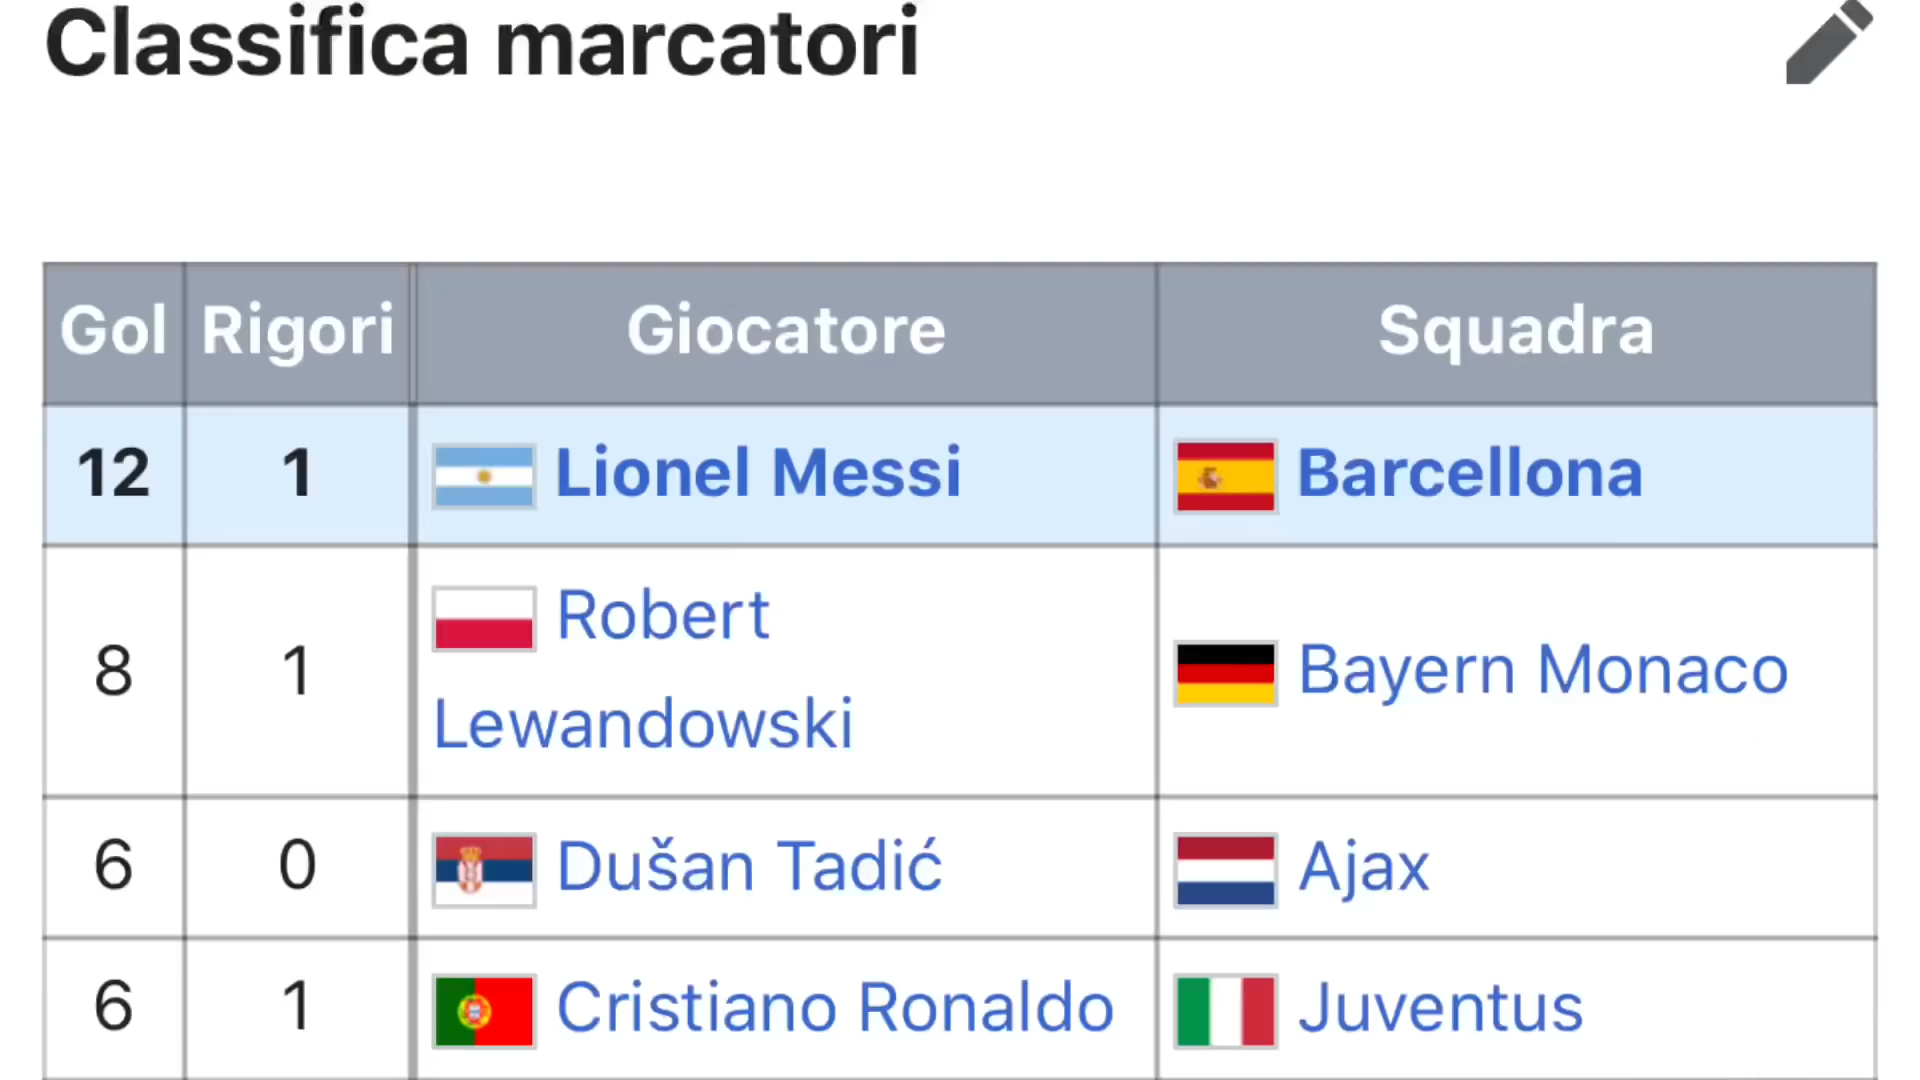 Classifica marcatori
Gol Rigori Giocatore Squadra
12 1 Lionel Messi Barcellona
8 1 Robert Lewandowski Bayern Monaco
6 0 Dušan Tadić Ajax
6 1 Cristiano Ronaldo Juventus